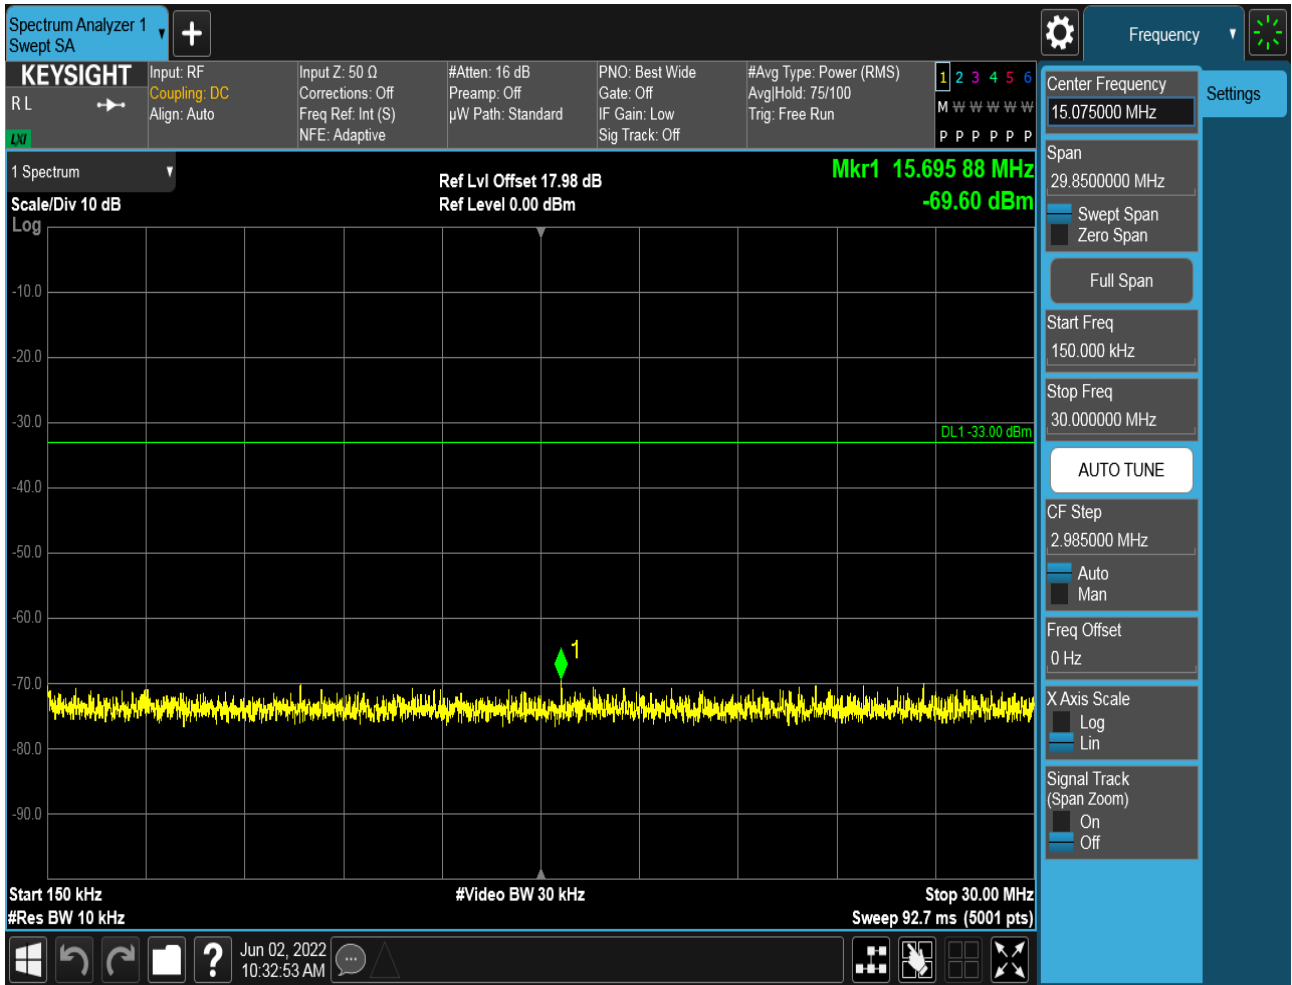 Spectrum Analyzer 1
Swept SA
Frequency
KEYSIGHT
R L
LXI
Input: RF
Coupling: DC
Align: Auto
Input Z: 50 Ω
Corrections: Off
Freq Ref: Int (S)
NFE: Adaptive
#Atten: 16 dB
Preamp: Off
µW Path: Standard
PNO: Best Wide
Gate: Off
IF Gain: Low
Sig Track: Off
#Avg Type: Power (RMS)
Avg|Hold: 75/100
Trig: Free Run
1 2 3 4 5 6
M W W W W W
P P P P P P
1 Spectrum
Scale/Div 10 dB
Log
Ref Lvl Offset 17.98 dB
Ref Level 0.00 dBm
Mkr1 15.695 88 MHz
-69.60 dBm
-10.0
-20.0
-30.0
DL1 -33.00 dBm
-40.0
-50.0
-60.0
1
-70.0
-80.0
-90.0
Start 150 kHz
#Video BW 30 kHz
Stop 30.00 MHz
#Res BW 10 kHz
Sweep 92.7 ms (5001 pts)
Jun 02, 2022
10:32:53 AM
Center Frequency
15.075000 MHz
Settings
Span
29.8500000 MHz
Swept Span
Zero Span
Full Span
Start Freq
150.000 kHz
Stop Freq
30.000000 MHz
AUTO TUNE
CF Step
2.985000 MHz
Auto
Man
Freq Offset
0 Hz
X Axis Scale
Log
Lin
Signal Track
(Span Zoom)
On
Off